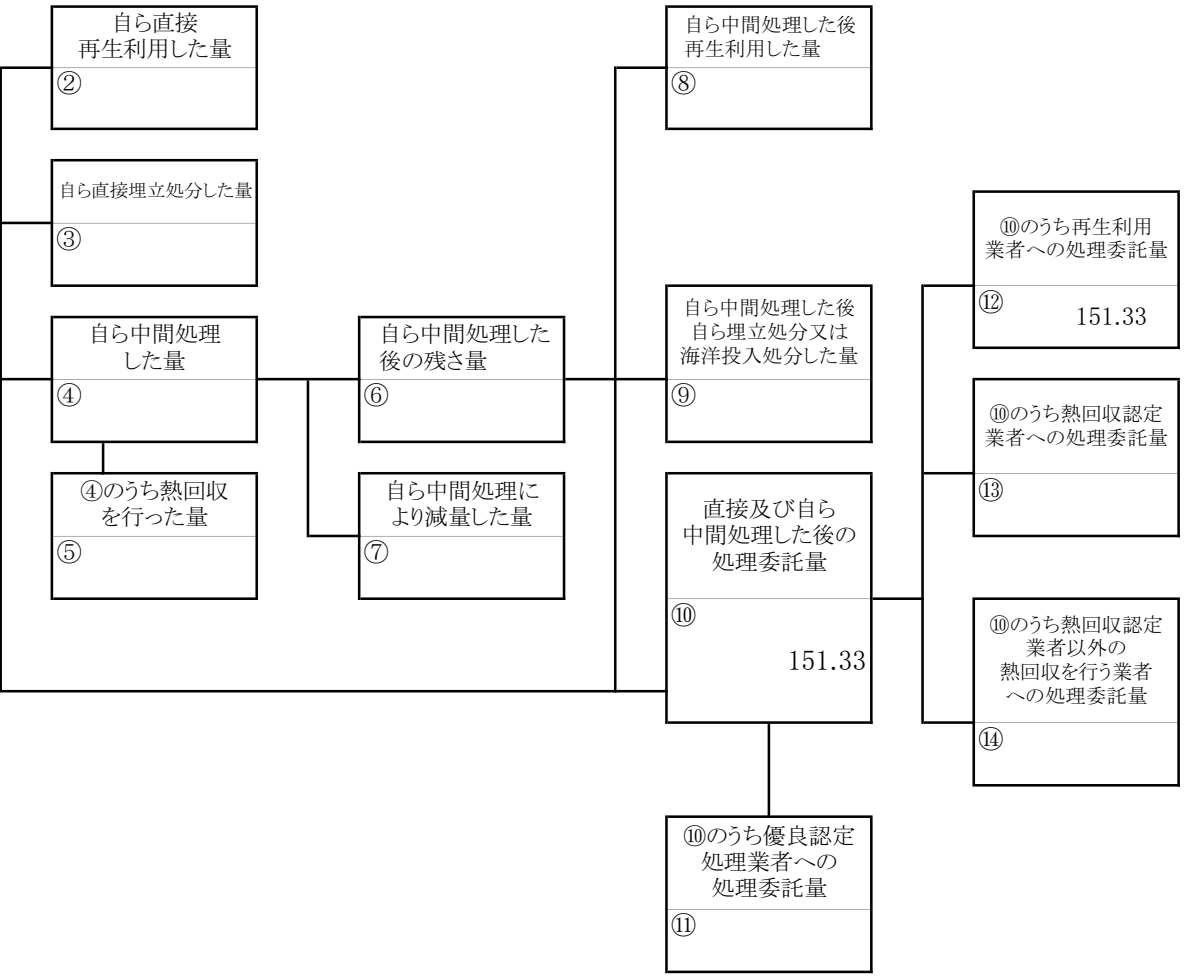 自ら直接
再生利用した量
②
自ら直接埋立処分した量
③
自ら中間処理
した量
④
④のうち熱回収
を行った量
⑤
自ら中間処理した
後の残さ量
⑥
自ら中間処理に
より減量した量
⑦
自ら中間処理した後
再生利用した量
⑧
自ら中間処理した後
自ら埋立処分又は
海洋投入処分した量
⑨
直接及び自ら
中間処理した後の
処理委託量
⑩
151.33
⑩のうち優良認定
処理業者への
処理委託量
⑪
⑩のうち再生利用
業者への処理委託量
⑫
151.33
⑩のうち熱回収認定
業者への処理委託量
⑬
⑩のうち熱回収認定
業者以外の
熱回収を行う業者
への処理委託量
⑭